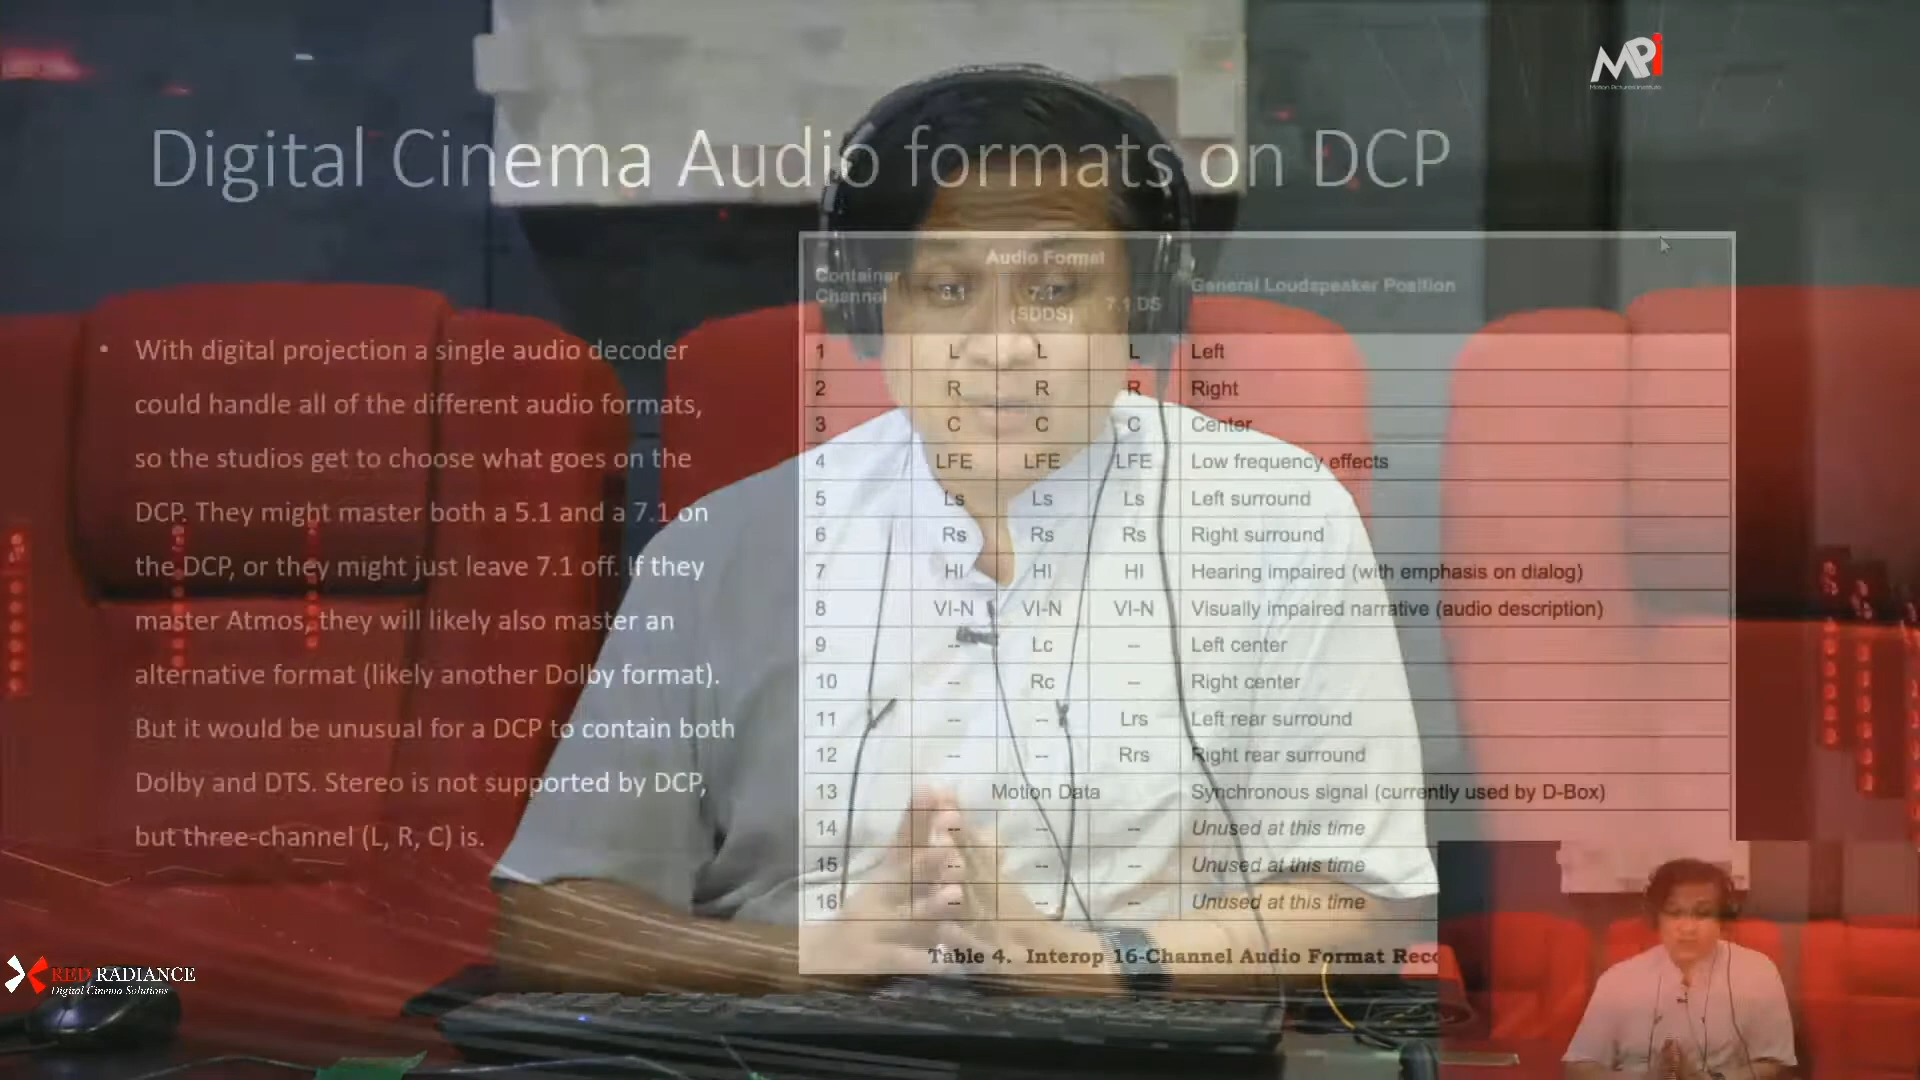 MPi
Digital Cinema Audio formats on DCP
• With digital projection a single audio decoder
could handle all of the different audio formats,
so the studios get to choose what goes on the
DCP. They might master both a 5.1 and a 7.1 on
the DCP, or they might just leave 7.1 off. If they
master Atmos, they will likely also master an
alternative format (likely another Dolby format).
But it would be unusual for a DCP to contain both
Dolby and DTS. Stereo is not supported by DCP,
but three-channel (L, R, C) is.
Audio Format
Container Channel 5.1 7.1 (SDDS) 7.1 DS General Loudspeaker Position
1 L L L Left
2 R R R Right
3 C C C Center
4 LFE LFE LFE Low frequency effects
5 Ls Ls Ls Left surround
6 Rs Rs Rs Right surround
7 HI HI HI Hearing impaired (with emphasis on dialog)
8 VI-N VI-N VI-N Visually impaired narrative (audio description)
9 -- Lc -- Left center
10 -- Rc -- Right center
11 -- -- Lrs Left rear surround
12 -- -- Rrs Right rear surround
13 Motion Data Synchronous signal (currently used by D-Box)
14 -- -- -- Unused at this time
15 -- -- -- Unused at this time
16 -- -- -- Unused at this time
Table 4. Interop 16-Channel Audio Format Reco
RED RADIANCE
Digital Cinema Solutions